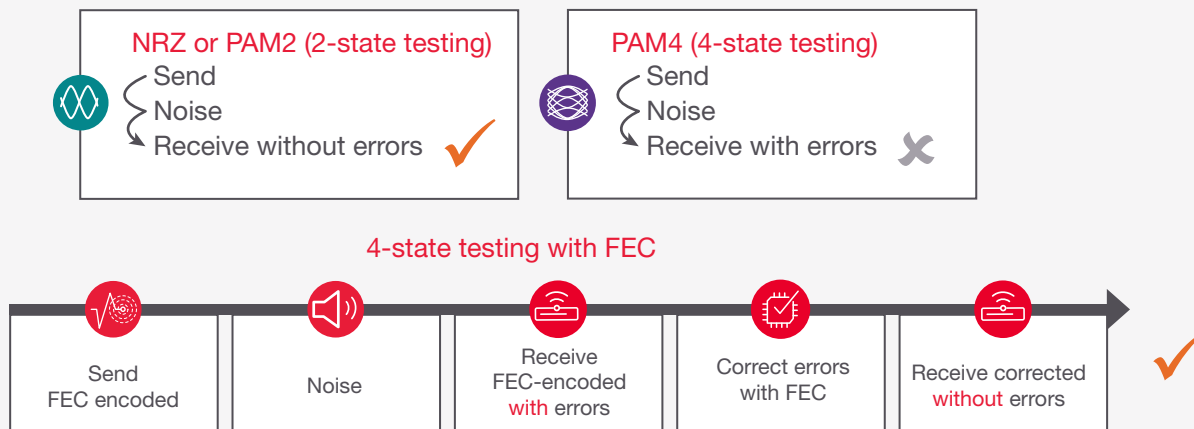 NRZ or PAM2 (2-state testing)
Send
Noise
Receive without errors
PAM4 (4-state testing)
Send
Noise
Receive with errors
4-state testing with FEC
Send
FEC encoded
Noise
Receive
FEC-encoded
with errors
Correct errors
with FEC
Receive corrected
without errors